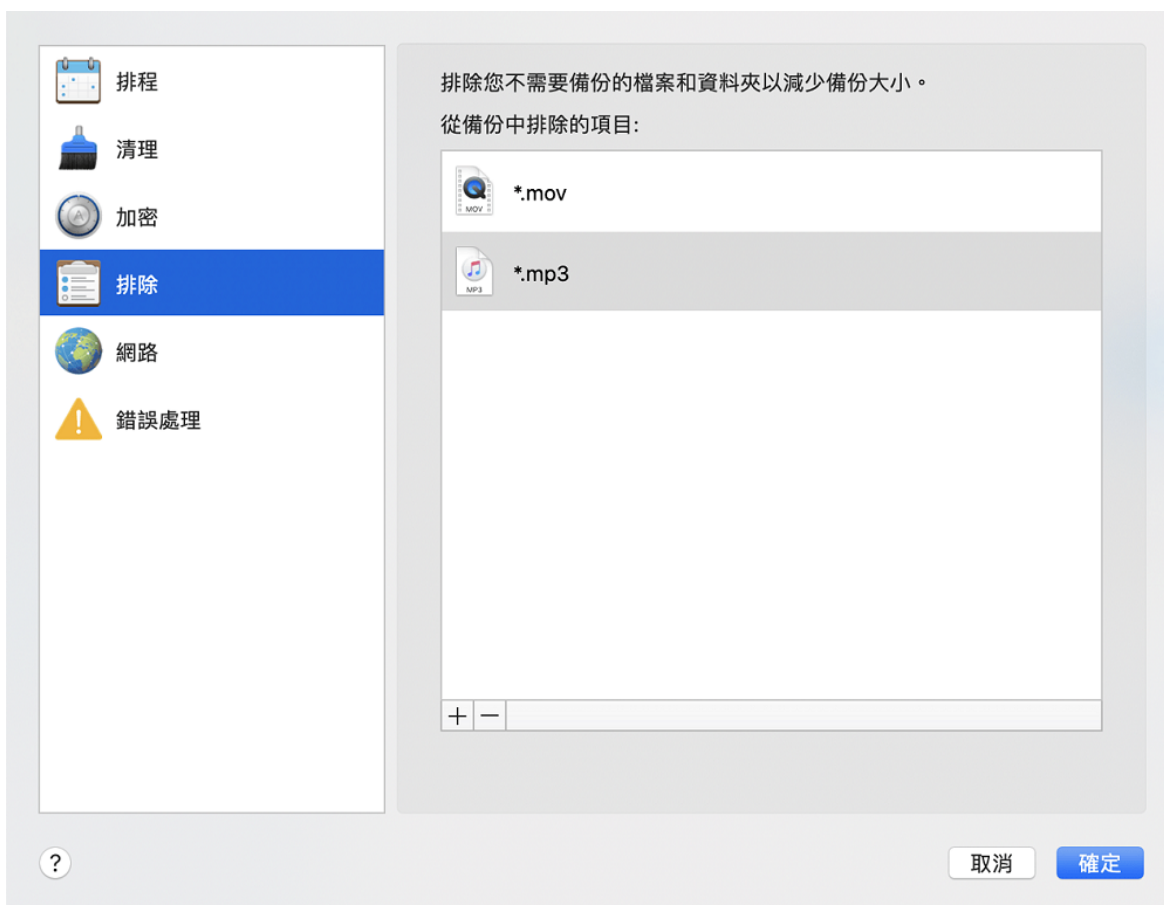 排程
清理
加密
排除
網路
錯誤處理
排除您不需要備份的檔案和資料夾以減少備份大小。
從備份中排除的項目:
MOV
*.mov
MP3
*.mp3
+ −
?
取消
確定